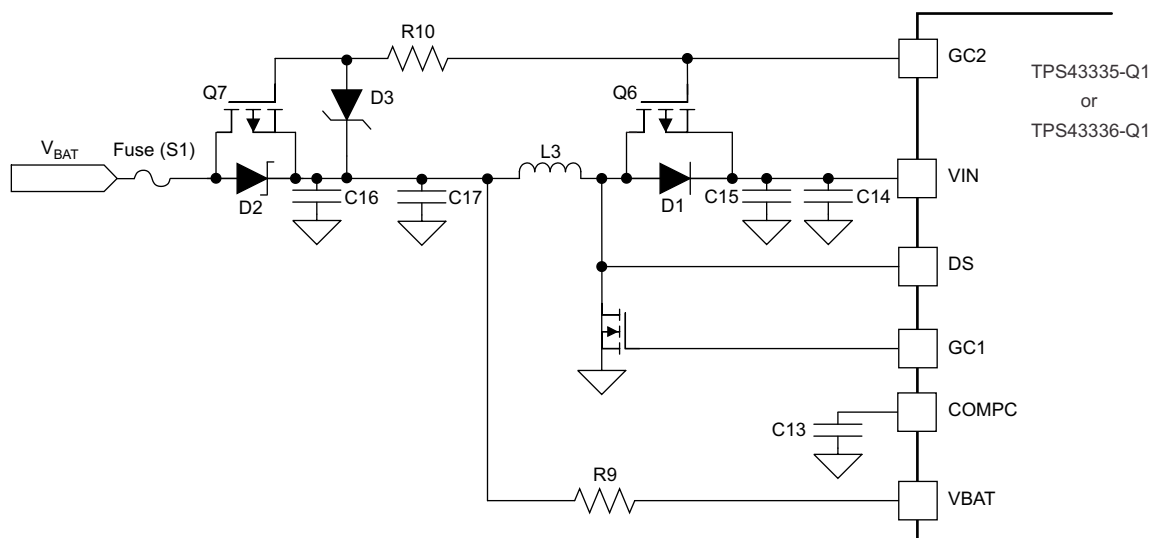 R10
GC2
TPS43335-Q1
or
TPS43336-Q1
Q7
D3
Q6
V_BAT
Fuse (S1)
L3
VIN
D2
C16
C17
D1
C15
C14
DS
GC1
COMPC
C13
R9
VBAT